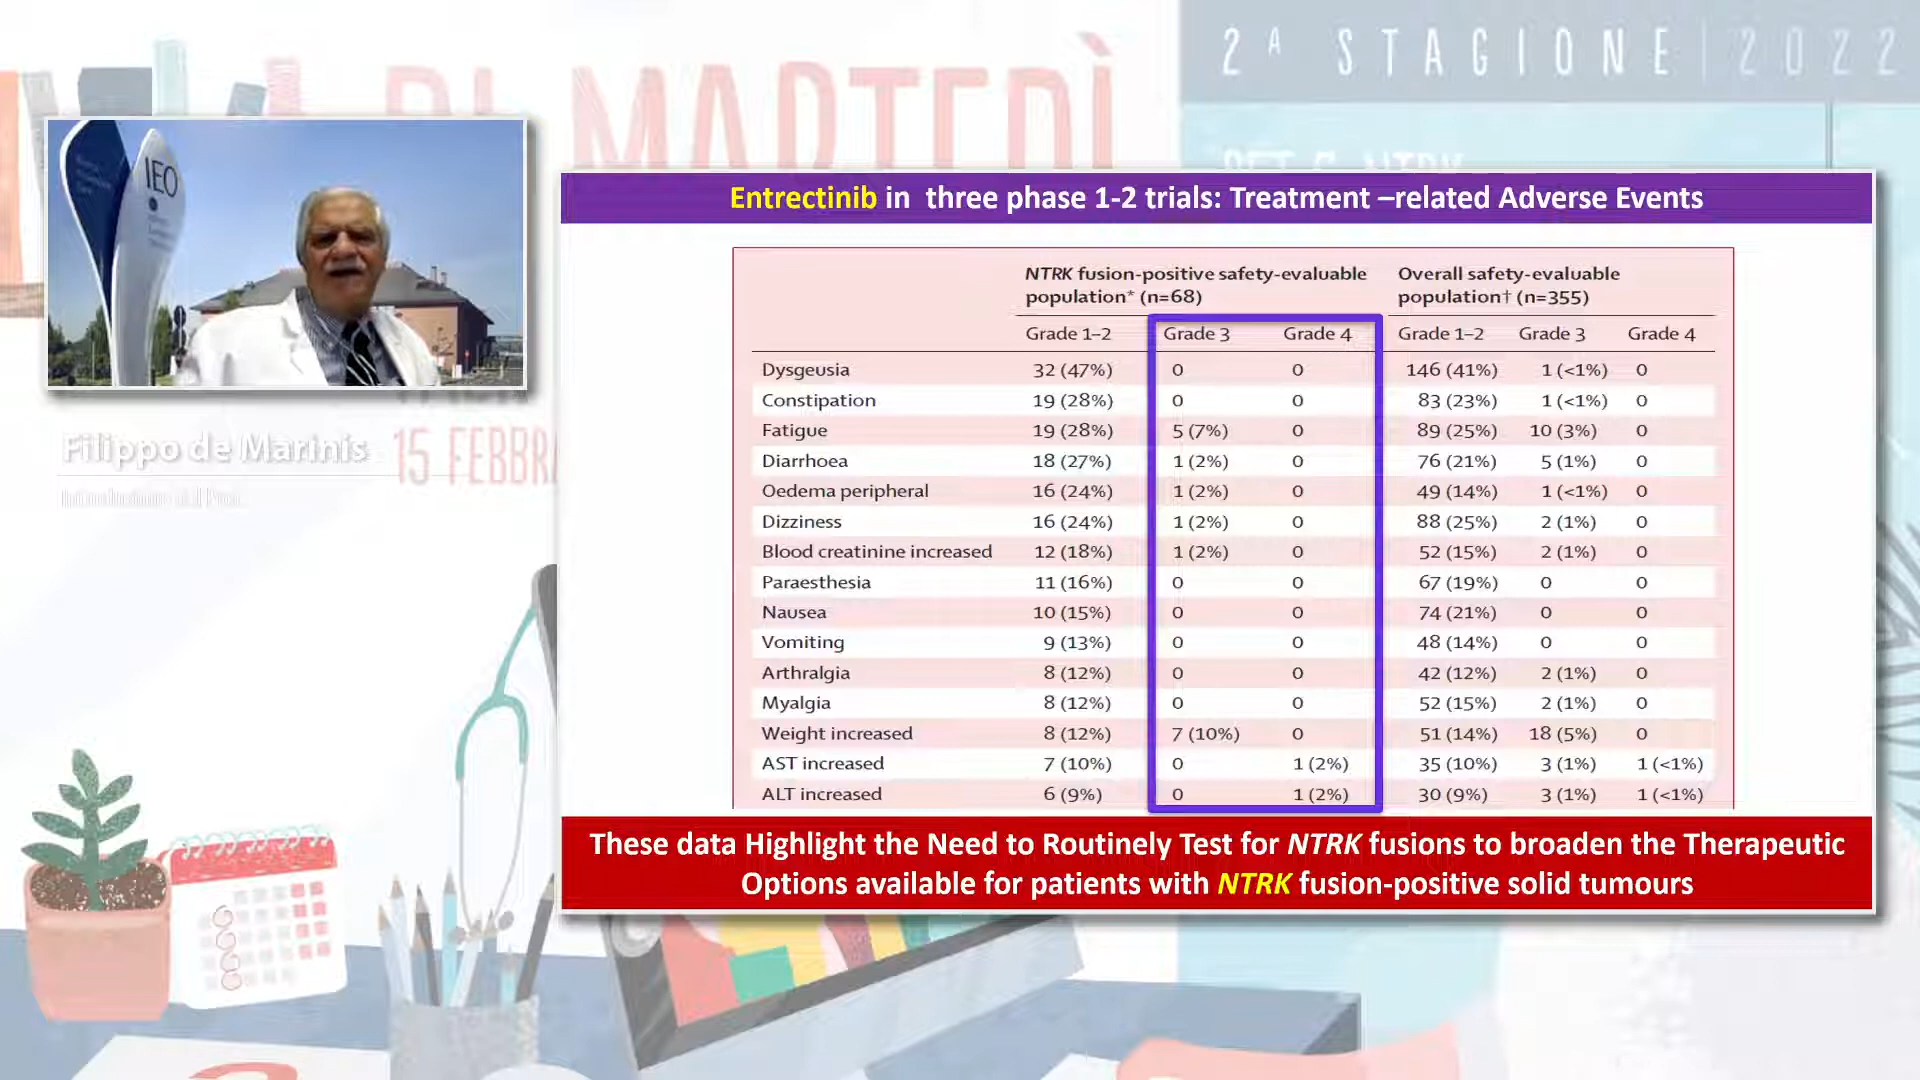 2ª STAGIONE | 2022
DI MARTEDÌ
RET & NTRK
IEO
Filippo de Marinis
15 FEBBRA
Entrectinib in three phase 1-2 trials: Treatment –related Adverse Events
NTRK fusion-positive safety-evaluable population* (n=68) Overall safety-evaluable population† (n=355)
Grade 1–2 Grade 3 Grade 4 Grade 1–2 Grade 3 Grade 4
Dysgeusia 32 (47%) 0 0 146 (41%) 1 (<1%) 0
Constipation 19 (28%) 0 0 83 (23%) 1 (<1%) 0
Fatigue 19 (28%) 5 (7%) 0 89 (25%) 10 (3%) 0
Diarrhoea 18 (27%) 1 (2%) 0 76 (21%) 5 (1%) 0
Oedema peripheral 16 (24%) 1 (2%) 0 49 (14%) 1 (<1%) 0
Dizziness 16 (24%) 1 (2%) 0 88 (25%) 2 (1%) 0
Blood creatinine increased 12 (18%) 1 (2%) 0 52 (15%) 2 (1%) 0
Paraesthesia 11 (16%) 0 0 67 (19%) 0 0
Nausea 10 (15%) 0 0 74 (21%) 0 0
Vomiting 9 (13%) 0 0 48 (14%) 0 0
Arthralgia 8 (12%) 0 0 42 (12%) 2 (1%) 0
Myalgia 8 (12%) 0 0 52 (15%) 2 (1%) 0
Weight increased 8 (12%) 7 (10%) 0 51 (14%) 18 (5%) 0
AST increased 7 (10%) 0 1 (2%) 35 (10%) 3 (1%) 1 (<1%)
ALT increased 6 (9%) 0 1 (2%) 30 (9%) 3 (1%) 1 (<1%)
These data Highlight the Need to Routinely Test for NTRK fusions to broaden the Therapeutic
Options available for patients with NTRK fusion-positive solid tumours